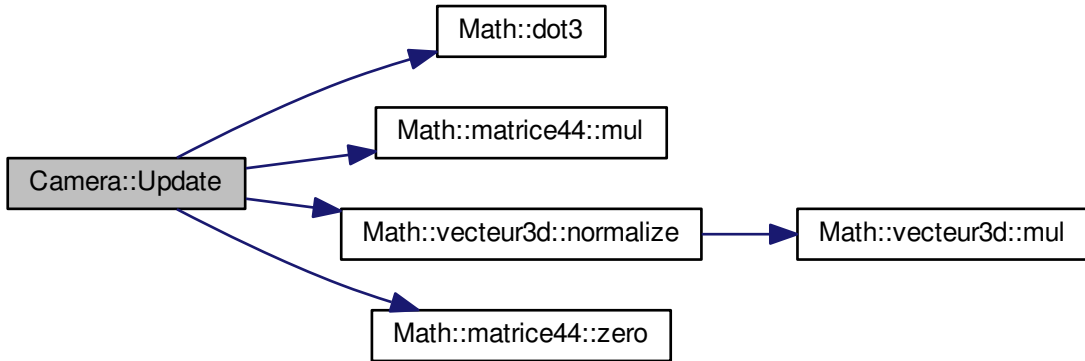 Math::dot3
Math::matrice44::mul
Camera::Update
Math::vecteur3d::normalize
Math::vecteur3d::mul
Math::matrice44::zero